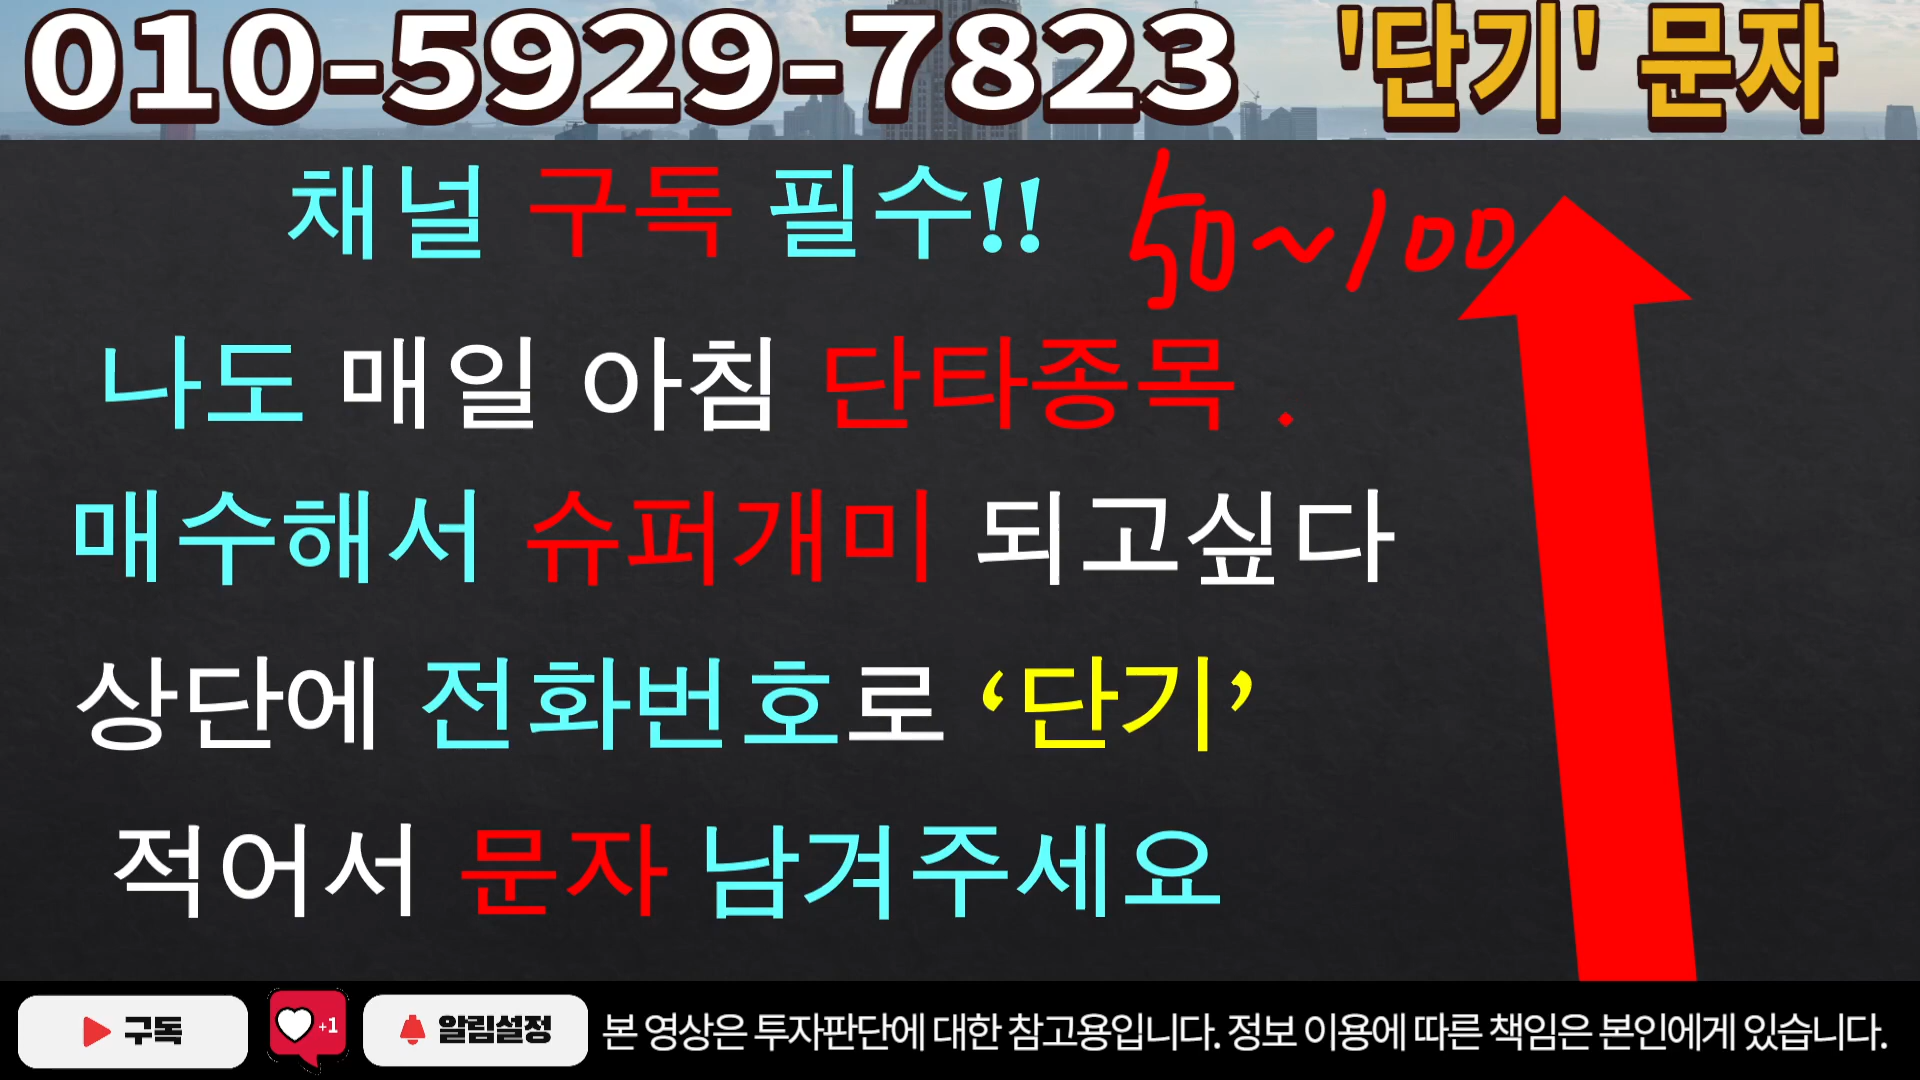 010-5929-7823 '단기' 문자
채널 구독 필수!! 50~100
나도 매일 아침 단타종목 .
매수해서 슈퍼개미 되고싶다
상단에 전화번호로 ‘단기’
적어서 문자 남겨주세요
구독 +1 알림설정 본 영상은 투자판단에 대한 참고용입니다. 정보 이용에 따른 책임은 본인에게 있습니다.